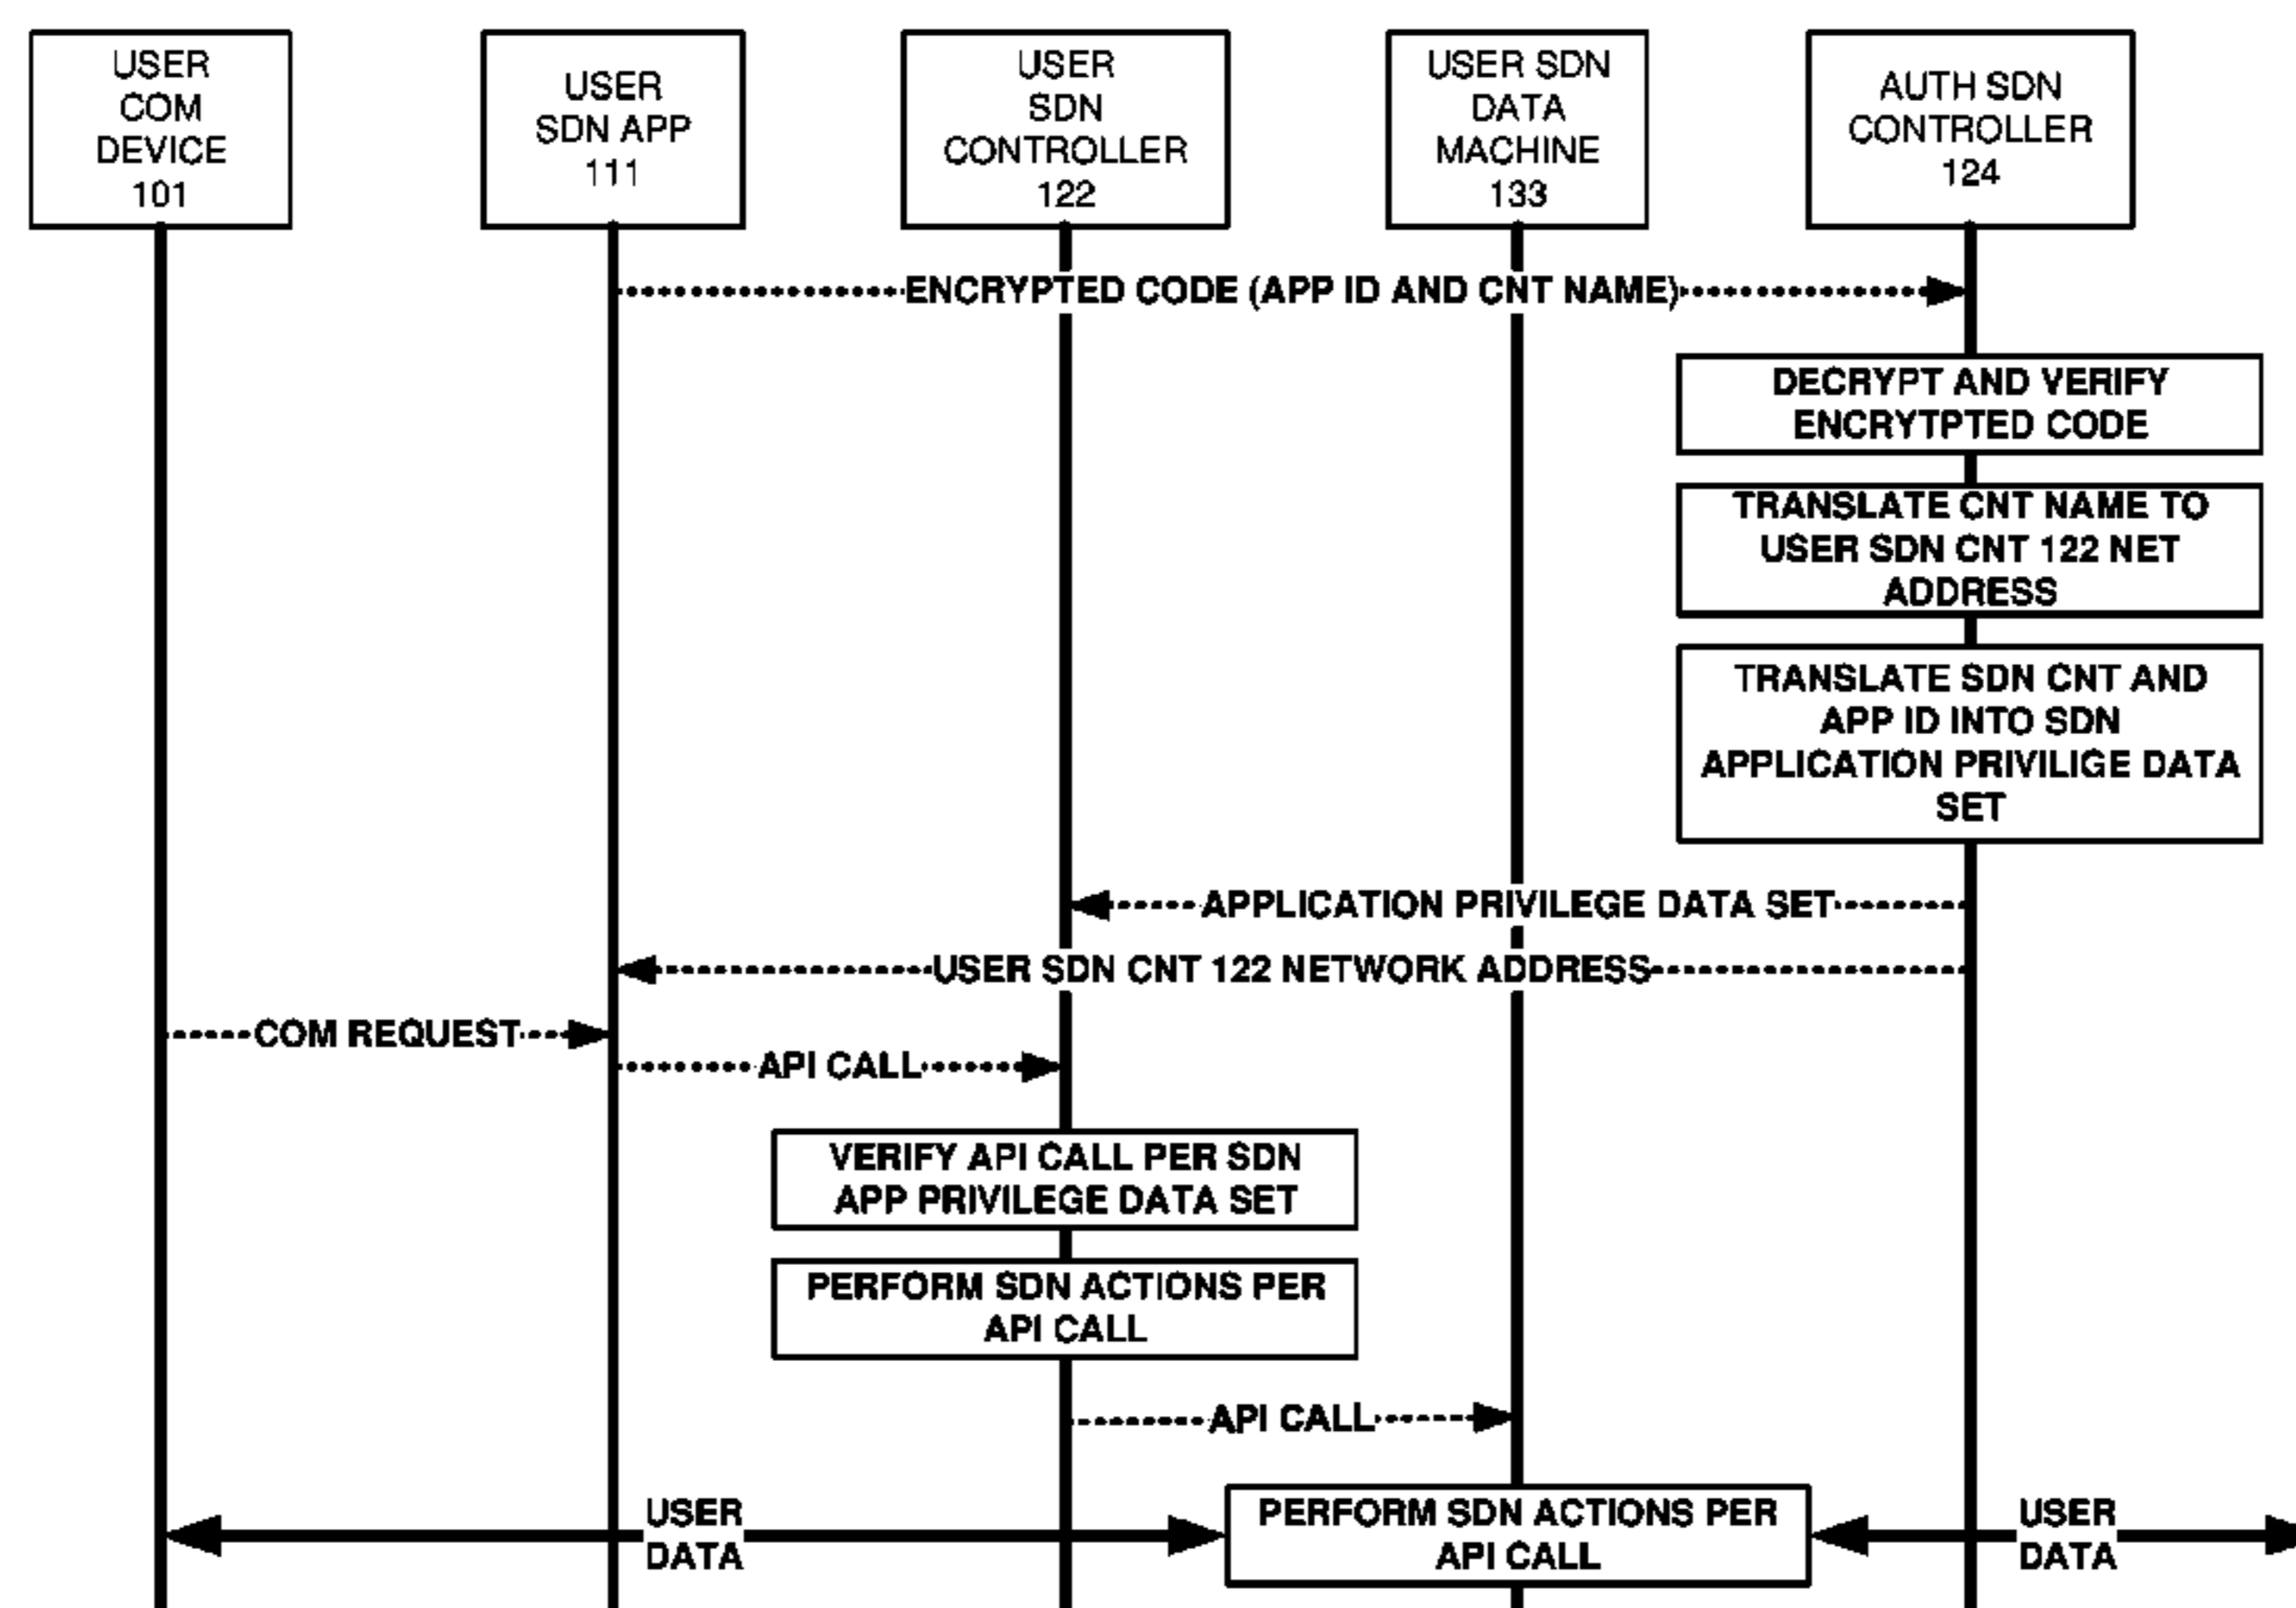 USER
COM
DEVICE
101
USER
SDN APP
111
USER
SDN
CONTROLLER
122
USER SDN
DATA
MACHINE
133
AUTH SDN
CONTROLLER
124
ENCRYPTED CODE (APP ID AND CNT NAME)
DECRYPT AND VERIFY
ENCRYTPTED CODE
TRANSLATE CNT NAME TO
USER SDN CNT 122 NET
ADDRESS
TRANSLATE SDN CNT AND
APP ID INTO SDN
APPLICATION PRIVILIGE DATA
SET
APPLICATION PRIVILEGE DATA SET
USER SDN CNT 122 NETWORK ADDRESS
COM REQUEST
API CALL
VERIFY API CALL PER SDN
APP PRIVILEGE DATA SET
PERFORM SDN ACTIONS PER
API CALL
API CALL
USER
DATA
PERFORM SDN ACTIONS PER
API CALL
USER
DATA